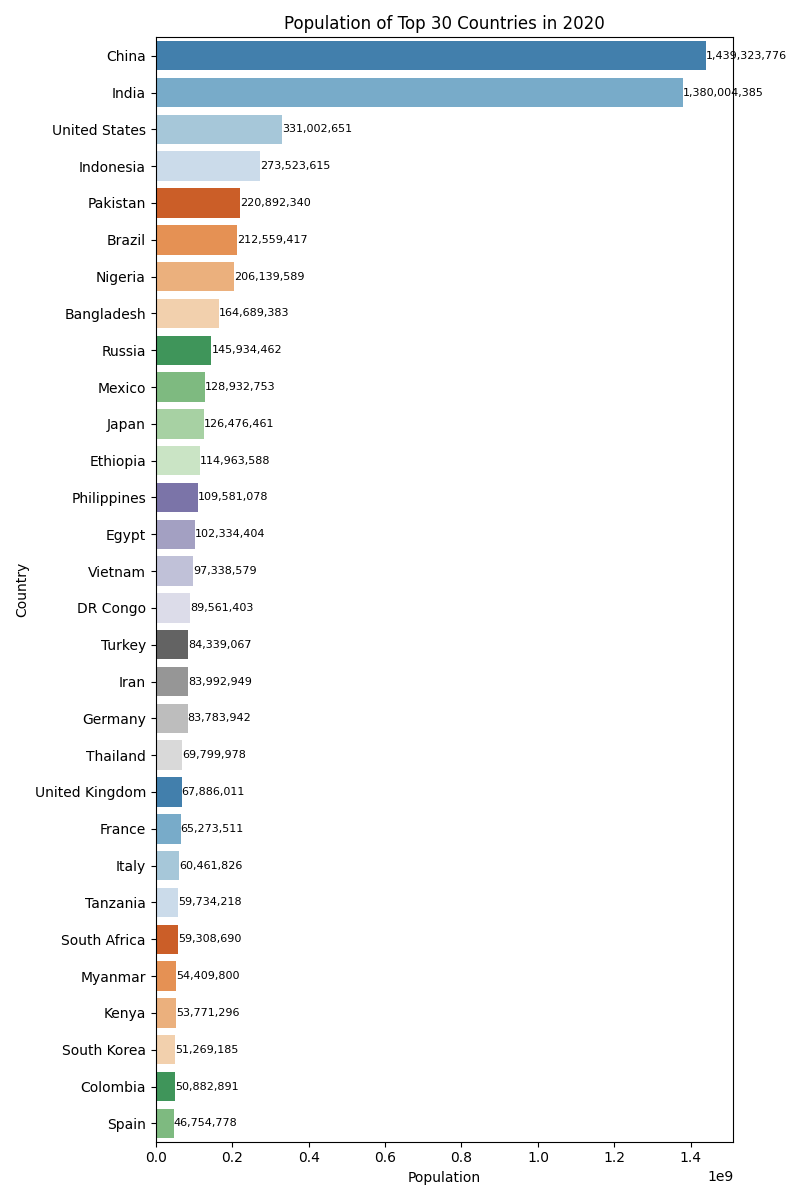 Population of Top 30 Countries in 2020
China 1,439,323,776
India 1,380,004,385
United States 331,002,651
Indonesia 273,523,615
Pakistan 220,892,340
Brazil 212,559,417
Nigeria 206,139,589
Bangladesh 164,689,383
Russia 145,934,462
Mexico 128,932,753
Japan 126,476,461
Ethiopia 114,963,588
Philippines 109,581,078
Egypt 102,334,404
Vietnam 97,338,579
DR Congo 89,561,403
Turkey 84,339,067
Iran 83,992,949
Germany 83,783,942
Thailand 69,799,978
United Kingdom 67,886,011
France 65,273,511
Italy 60,461,826
Tanzania 59,734,218
South Africa 59,308,690
Myanmar 54,409,800
Kenya 53,771,296
South Korea 51,269,185
Colombia 50,882,891
Spain 46,754,778
Country
0.0 0.2 0.4 0.6 0.8 1.0 1.2 1.4
1e9
Population